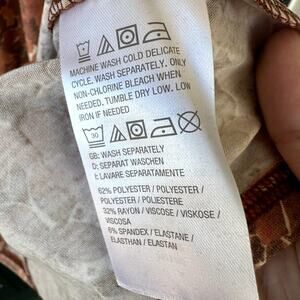 MACHINE WASH COLD DELICATE
CYCLE. WASH SEPARATELY. ONLY
NON-CHLORINE BLEACH WHEN
NEEDED. TUMBLE DRY LOW. LOW
IRON IF NEEDED
30
GB: WASH SEPARATELY
D: SEPARAT WASCHEN
I: LAVARE SEPARATAMENTE
62% POLYESTER / POLYESTER /
POLYESTER / POLIESTERE
32% RAYON / VISCOSE / VISKOSE /
VISCOSA
6% SPANDEX / ELASTANE /
ELASTHAN / ELASTAN